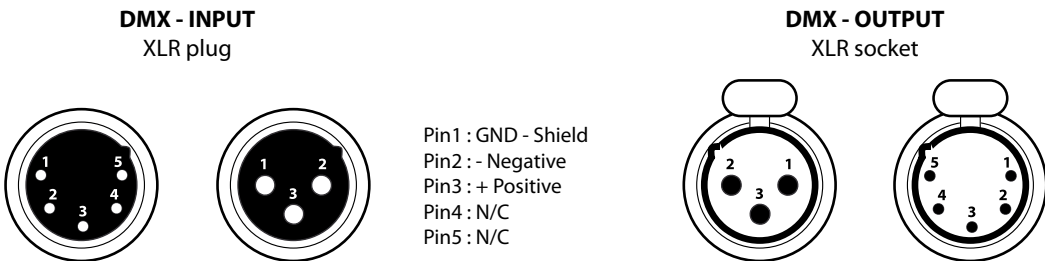 DMX - INPUT
XLR plug
DMX - OUTPUT
XLR socket
1 5
2 4
3
1 2
3
Pin1 : GND - Shield
Pin2 : - Negative
Pin3 : + Positive
Pin4 : N/C
Pin5 : N/C
2 1
3
5 1
4 2
3